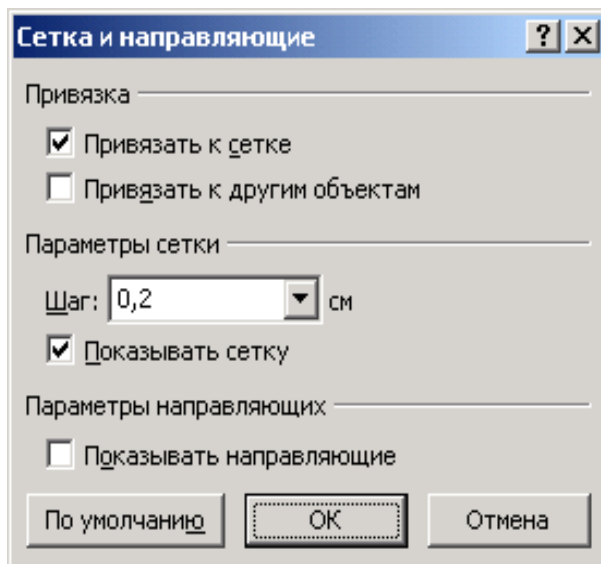 Сетка и направляющие
Привязка
Привязать к сетке
Привязать к другим объектам
Параметры сетки
Шаг: 0,2 см
Показывать сетку
Параметры направляющих
Показывать направляющие
По умолчанию ОК Отмена